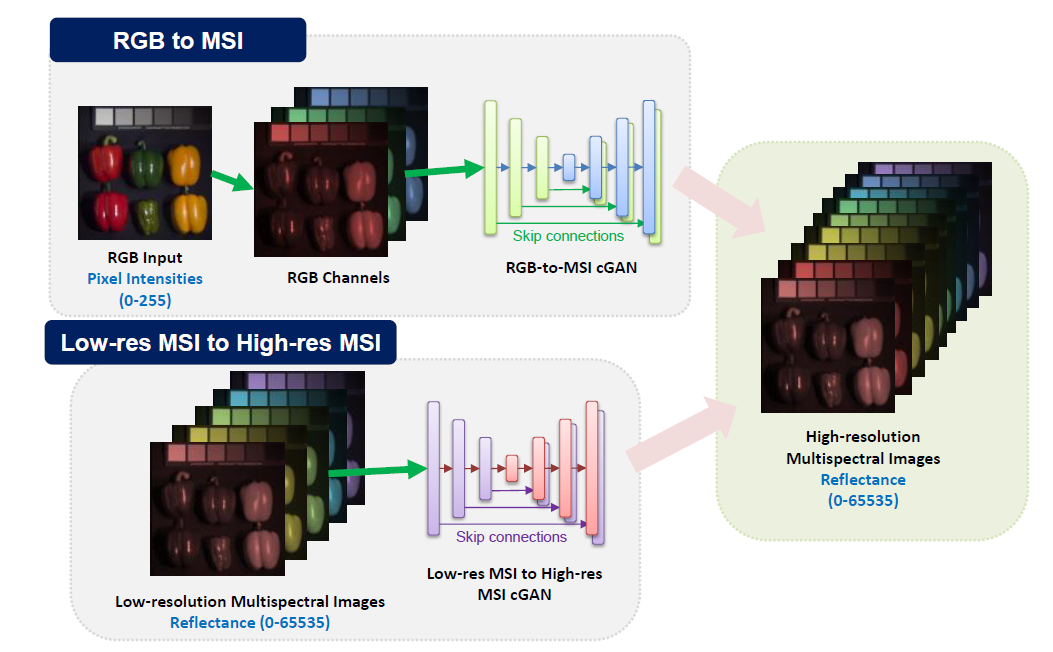 RGB to MSI
RGB Input
Pixel Intensities
(0-255)
RGB Channels
Skip connections
RGB-to-MSI cGAN
Low-res MSI to High-res MSI
Low-resolution Multispectral Images
Reflectance (0-65535)
Skip connections
Low-res MSI to High-res
MSI cGAN
High-resolution
Multispectral Images
Reflectance
(0-65535)